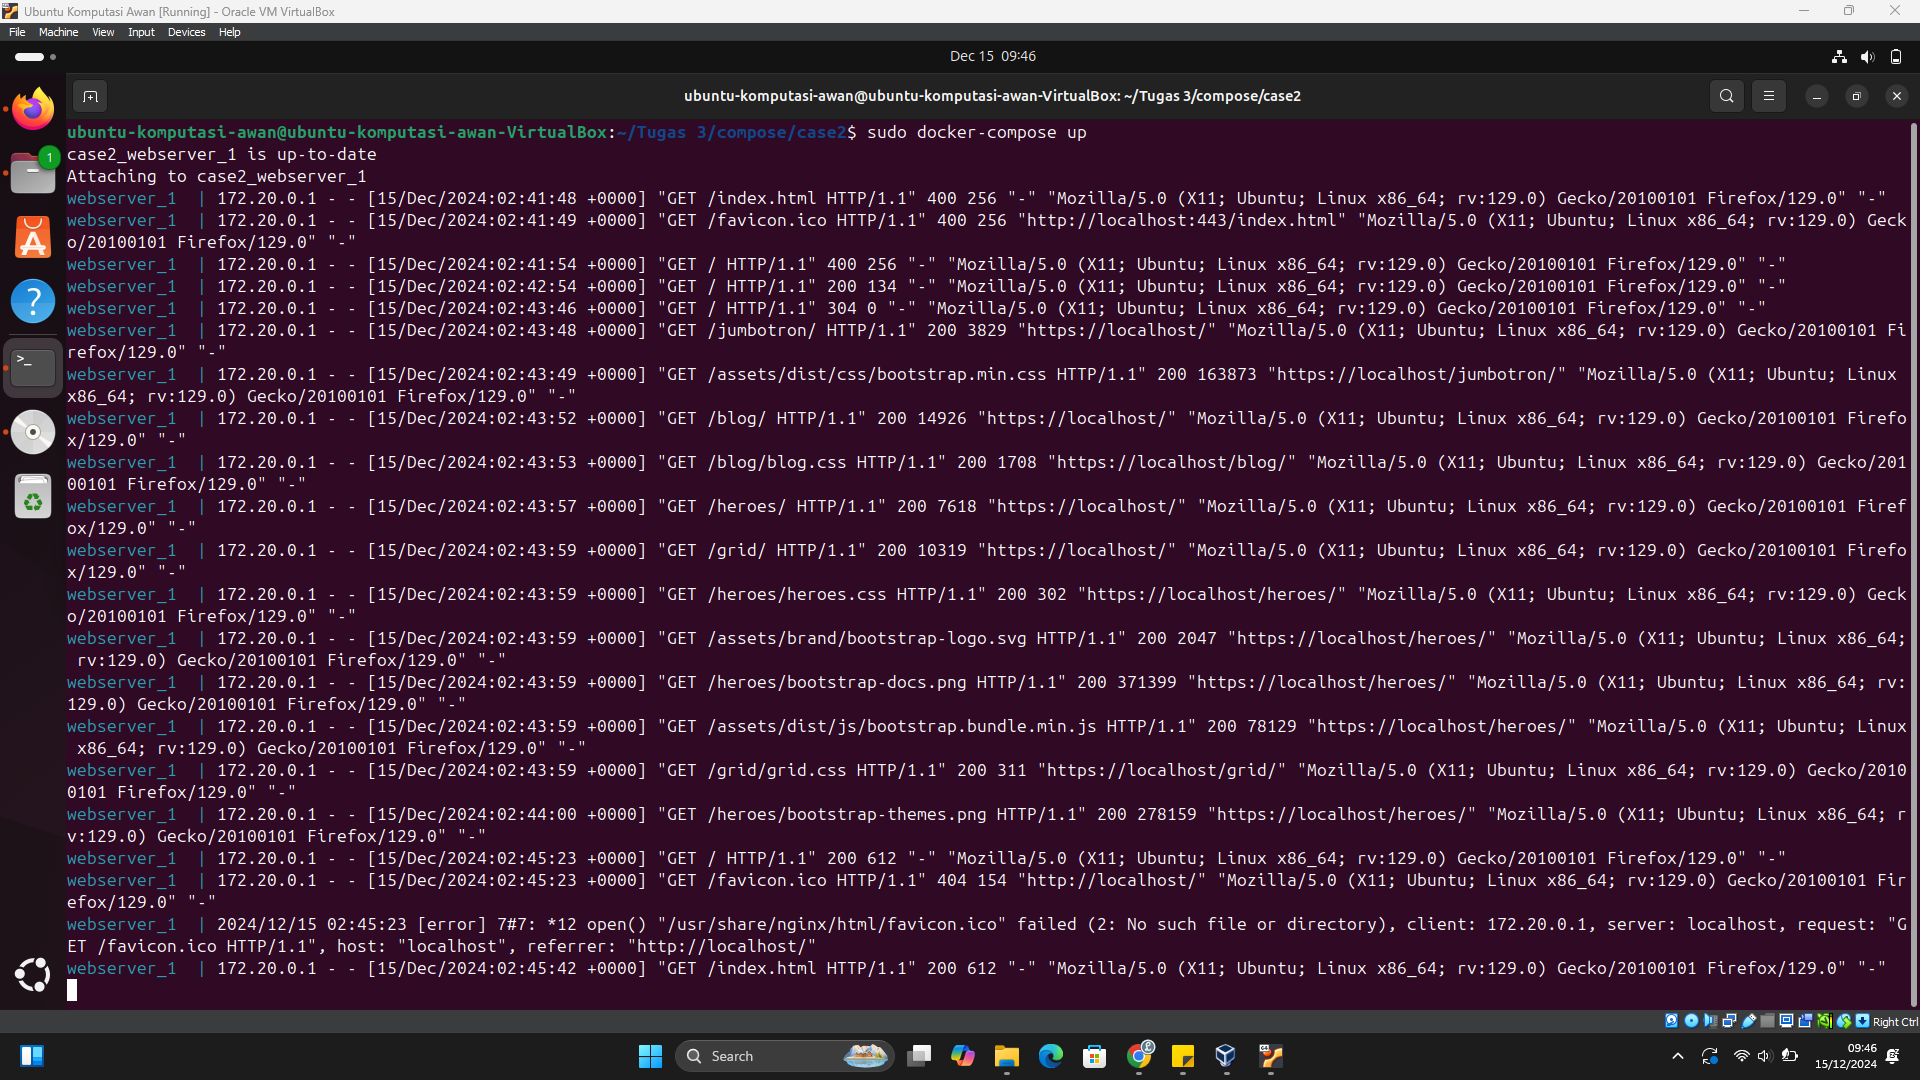 Ubuntu Komputasi Awan [Running] - Oracle VM VirtualBox
File Machine View Input Devices Help
Dec 15 09:46
ubuntu-komputasi-awan@ubuntu-komputasi-awan-VirtualBox: ~/Tugas 3/compose/case2
1
ubuntu-komputasi-awan@ubuntu-komputasi-awan-VirtualBox:~/Tugas 3/compose/case2$ sudo docker-compose up
case2_webserver_1 is up-to-date
Attaching to case2_webserver_1
webserver_1  | 172.20.0.1 - - [15/Dec/2024:02:41:48 +0000] "GET /index.html HTTP/1.1" 400 256 "-" "Mozilla/5.0 (X11; Ubuntu; Linux x86_64; rv:129.0) Gecko/20100101 Firefox/129.0" "-"
webserver_1  | 172.20.0.1 - - [15/Dec/2024:02:41:49 +0000] "GET /favicon.ico HTTP/1.1" 400 256 "http://localhost:443/index.html" "Mozilla/5.0 (X11; Ubuntu; Linux x86_64; rv:129.0) Geck
o/20100101 Firefox/129.0" "-"
webserver_1  | 172.20.0.1 - - [15/Dec/2024:02:41:54 +0000] "GET / HTTP/1.1" 400 256 "-" "Mozilla/5.0 (X11; Ubuntu; Linux x86_64; rv:129.0) Gecko/20100101 Firefox/129.0" "-"
webserver_1  | 172.20.0.1 - - [15/Dec/2024:02:42:54 +0000] "GET / HTTP/1.1" 200 134 "-" "Mozilla/5.0 (X11; Ubuntu; Linux x86_64; rv:129.0) Gecko/20100101 Firefox/129.0" "-"
webserver_1  | 172.20.0.1 - - [15/Dec/2024:02:43:46 +0000] "GET / HTTP/1.1" 304 0 "-" "Mozilla/5.0 (X11; Ubuntu; Linux x86_64; rv:129.0) Gecko/20100101 Firefox/129.0" "-"
webserver_1  | 172.20.0.1 - - [15/Dec/2024:02:43:48 +0000] "GET /jumbotron/ HTTP/1.1" 200 3829 "https://localhost/" "Mozilla/5.0 (X11; Ubuntu; Linux x86_64; rv:129.0) Gecko/20100101 Fi
refox/129.0" "-"
webserver_1  | 172.20.0.1 - - [15/Dec/2024:02:43:49 +0000] "GET /assets/dist/css/bootstrap.min.css HTTP/1.1" 200 163873 "https://localhost/jumbotron/" "Mozilla/5.0 (X11; Ubuntu; Linux
x86_64; rv:129.0) Gecko/20100101 Firefox/129.0" "-"
webserver_1  | 172.20.0.1 - - [15/Dec/2024:02:43:52 +0000] "GET /blog/ HTTP/1.1" 200 14926 "https://localhost/" "Mozilla/5.0 (X11; Ubuntu; Linux x86_64; rv:129.0) Gecko/20100101 Firefo
x/129.0" "-"
webserver_1  | 172.20.0.1 - - [15/Dec/2024:02:43:53 +0000] "GET /blog/blog.css HTTP/1.1" 200 1708 "https://localhost/blog/" "Mozilla/5.0 (X11; Ubuntu; Linux x86_64; rv:129.0) Gecko/201
00101 Firefox/129.0" "-"
webserver_1  | 172.20.0.1 - - [15/Dec/2024:02:43:57 +0000] "GET /heroes/ HTTP/1.1" 200 7618 "https://localhost/" "Mozilla/5.0 (X11; Ubuntu; Linux x86_64; rv:129.0) Gecko/20100101 Firef
ox/129.0" "-"
webserver_1  | 172.20.0.1 - - [15/Dec/2024:02:43:59 +0000] "GET /grid/ HTTP/1.1" 200 10319 "https://localhost/" "Mozilla/5.0 (X11; Ubuntu; Linux x86_64; rv:129.0) Gecko/20100101 Firefo
x/129.0" "-"
webserver_1  | 172.20.0.1 - - [15/Dec/2024:02:43:59 +0000] "GET /heroes/heroes.css HTTP/1.1" 200 302 "https://localhost/heroes/" "Mozilla/5.0 (X11; Ubuntu; Linux x86_64; rv:129.0) Geck
o/20100101 Firefox/129.0" "-"
webserver_1  | 172.20.0.1 - - [15/Dec/2024:02:43:59 +0000] "GET /assets/brand/bootstrap-logo.svg HTTP/1.1" 200 2047 "https://localhost/heroes/" "Mozilla/5.0 (X11; Ubuntu; Linux x86_64;
 rv:129.0) Gecko/20100101 Firefox/129.0" "-"
webserver_1  | 172.20.0.1 - - [15/Dec/2024:02:43:59 +0000] "GET /heroes/bootstrap-docs.png HTTP/1.1" 200 371399 "https://localhost/heroes/" "Mozilla/5.0 (X11; Ubuntu; Linux x86_64; rv:
129.0) Gecko/20100101 Firefox/129.0" "-"
webserver_1  | 172.20.0.1 - - [15/Dec/2024:02:43:59 +0000] "GET /assets/dist/js/bootstrap.bundle.min.js HTTP/1.1" 200 78129 "https://localhost/heroes/" "Mozilla/5.0 (X11; Ubuntu; Linux
 x86_64; rv:129.0) Gecko/20100101 Firefox/129.0" "-"
webserver_1  | 172.20.0.1 - - [15/Dec/2024:02:43:59 +0000] "GET /grid/grid.css HTTP/1.1" 200 311 "https://localhost/grid/" "Mozilla/5.0 (X11; Ubuntu; Linux x86_64; rv:129.0) Gecko/2010
0101 Firefox/129.0" "-"
webserver_1  | 172.20.0.1 - - [15/Dec/2024:02:44:00 +0000] "GET /heroes/bootstrap-themes.png HTTP/1.1" 200 278159 "https://localhost/heroes/" "Mozilla/5.0 (X11; Ubuntu; Linux x86_64; r
v:129.0) Gecko/20100101 Firefox/129.0" "-"
webserver_1  | 172.20.0.1 - - [15/Dec/2024:02:45:23 +0000] "GET / HTTP/1.1" 200 612 "-" "Mozilla/5.0 (X11; Ubuntu; Linux x86_64; rv:129.0) Gecko/20100101 Firefox/129.0" "-"
webserver_1  | 172.20.0.1 - - [15/Dec/2024:02:45:23 +0000] "GET /favicon.ico HTTP/1.1" 404 154 "http://localhost/" "Mozilla/5.0 (X11; Ubuntu; Linux x86_64; rv:129.0) Gecko/20100101 Fir
efox/129.0" "-"
webserver_1  | 2024/12/15 02:45:23 [error] 7#7: *12 open() "/usr/share/nginx/html/favicon.ico" failed (2: No such file or directory), client: 172.20.0.1, server: localhost, request: "G
ET /favicon.ico HTTP/1.1", host: "localhost", referrer: "http://localhost/"
webserver_1  | 172.20.0.1 - - [15/Dec/2024:02:45:42 +0000] "GET /index.html HTTP/1.1" 200 612 "-" "Mozilla/5.0 (X11; Ubuntu; Linux x86_64; rv:129.0) Gecko/20100101 Firefox/129.0" "-"
Right Ctrl
Search
09:46
15/12/2024